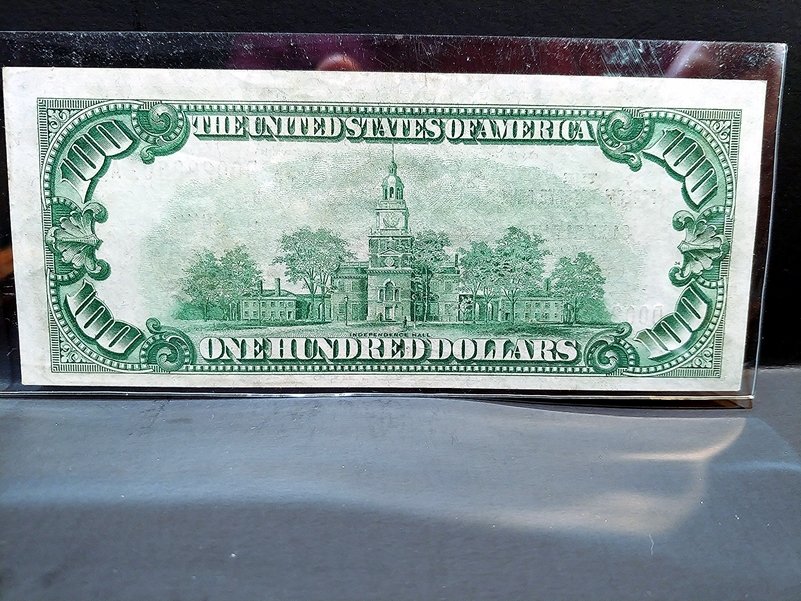 100 THE UNITED STATES OF AMERICA 100
INDEPENDENCE HALL
100 ONE HUNDRED DOLLARS 100